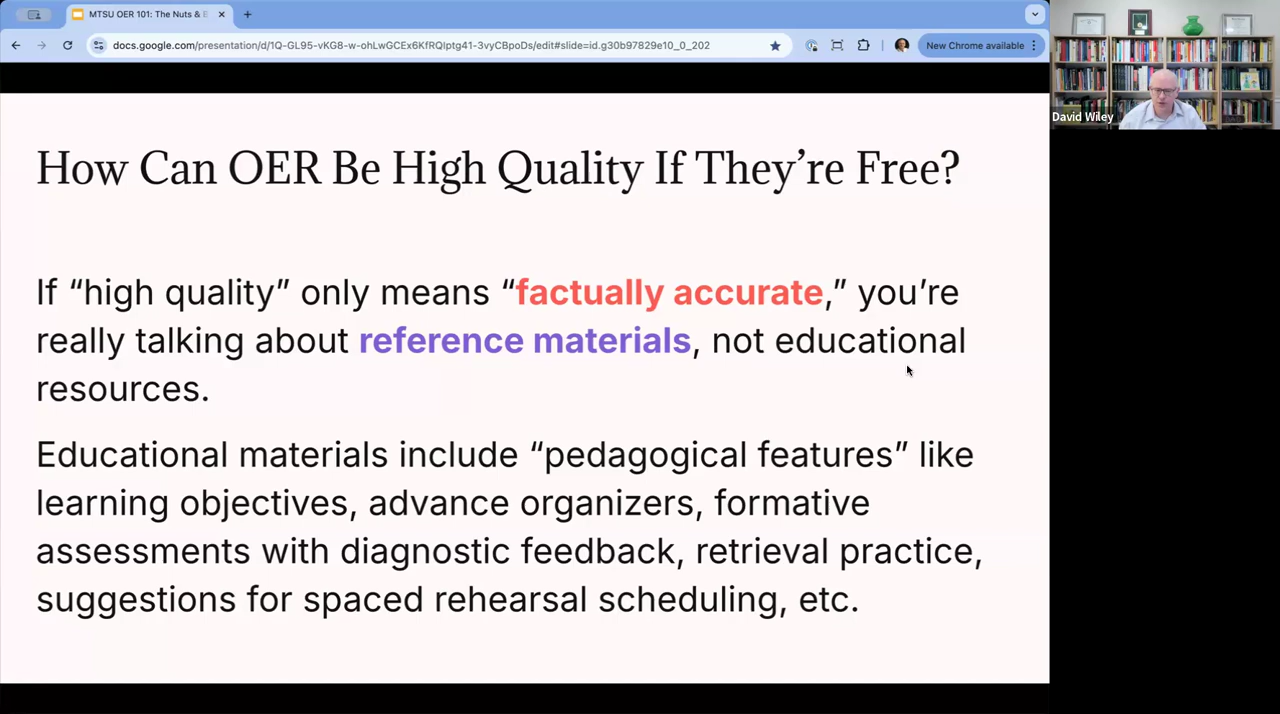 MTSU OER 101: The Nuts & B
docs.google.com/presentation/d/1Q-GL95-vKG8-w-ohLwGCEx6KfRQlptg41-3vyCBpoDs/edit#slide=id.g30b97829e10_0_202
New Chrome available
David Wiley
How Can OER Be High Quality If They’re Free?
If “high quality” only means “factually accurate,” you’re
really talking about reference materials, not educational
resources.
Educational materials include “pedagogical features” like
learning objectives, advance organizers, formative
assessments with diagnostic feedback, retrieval practice,
suggestions for spaced rehearsal scheduling, etc.